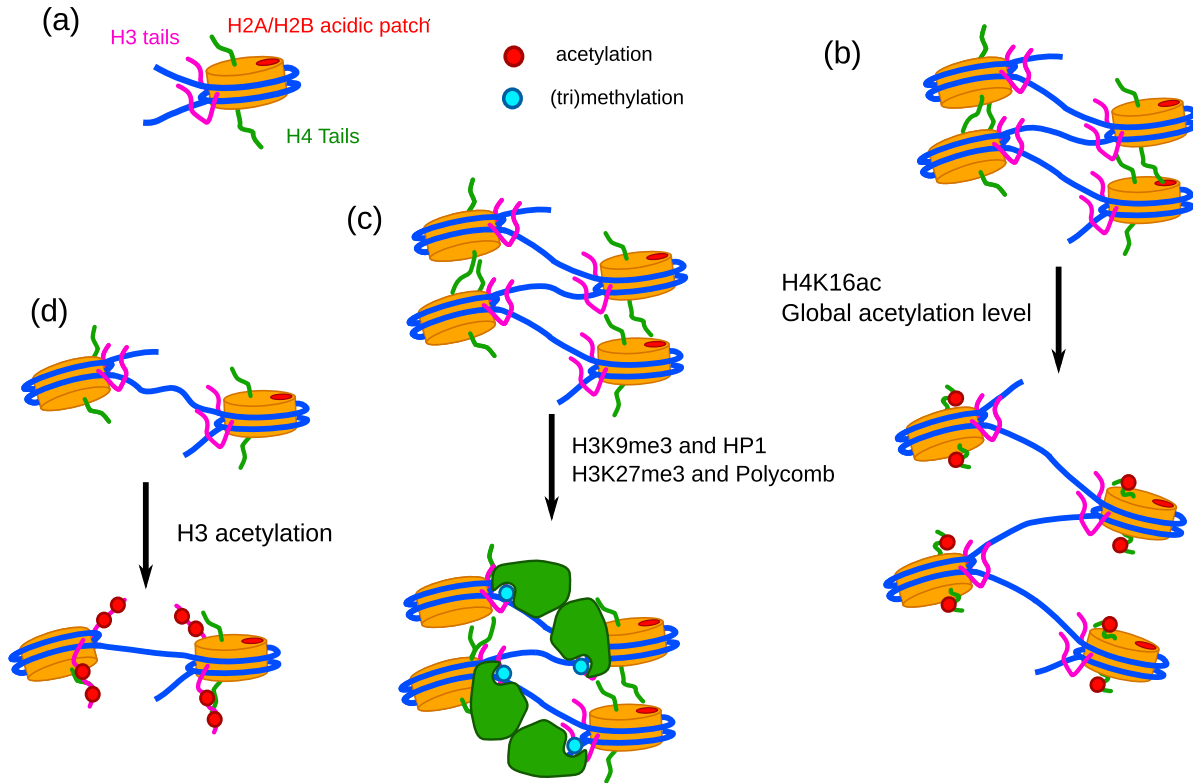 (a)
H3 tails
H2A/H2B acidic patch
H4 Tails
acetylation
(tri)methylation
(b)
H4K16ac
Global acetylation level
(c)
H3K9me3 and HP1
H3K27me3 and Polycomb
(d)
H3 acetylation